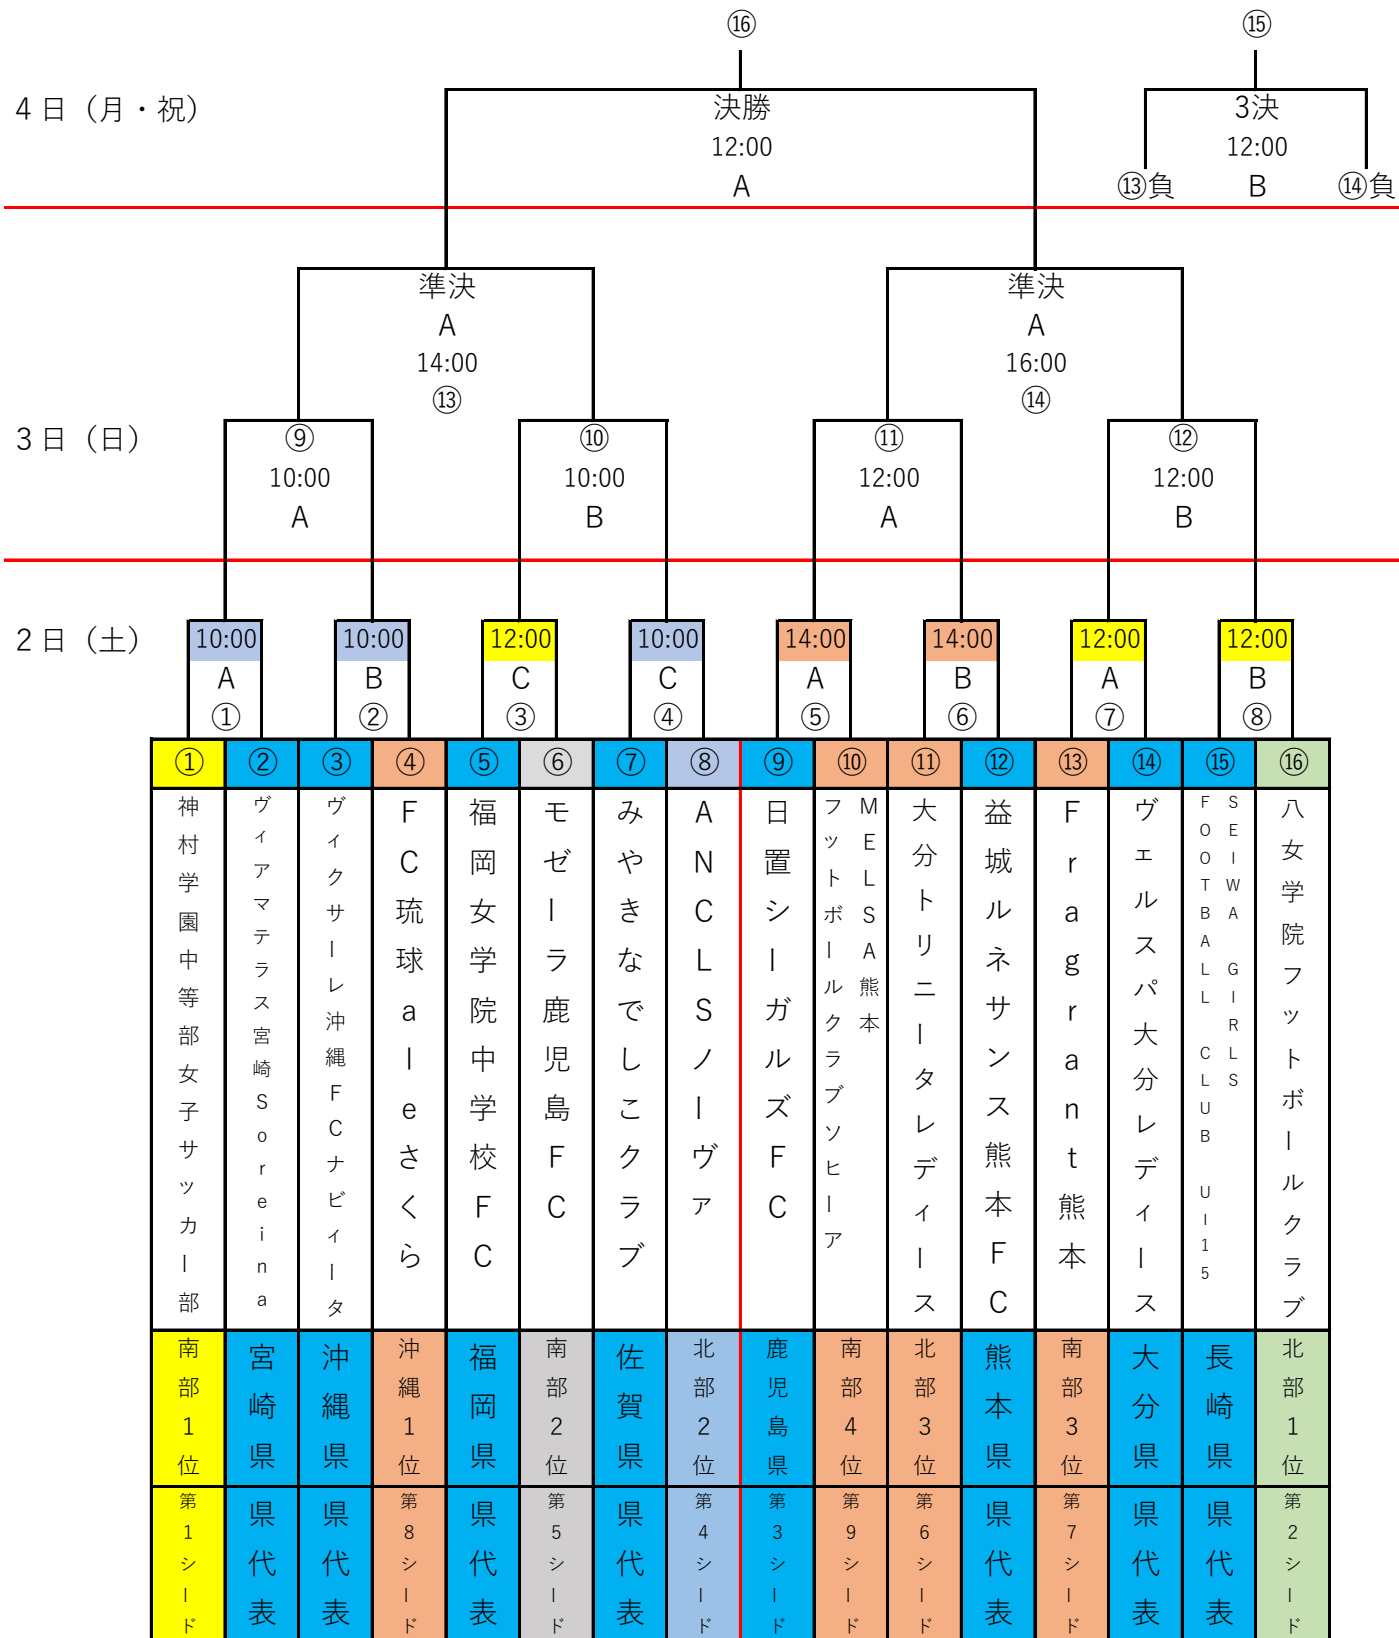 ⑯ ⑮
4日（月・祝） 決勝 3決
12:00 12:00
⑬負 A B ⑭負
準決 準決
A A
14:00 16:00
⑬ ⑭
3日（日） ⑨ ⑩ ⑪ ⑫
10:00 10:00 12:00 12:00
A B A B
2日（土） 10:00 10:00 12:00 10:00 14:00 14:00 12:00 12:00
A B C C A B A B
① ② ③ ④ ⑤ ⑥ ⑦ ⑧
① ② ③ ④ ⑤ ⑥ ⑦ ⑧ ⑨ ⑩ ⑪ ⑫ ⑬ ⑭ ⑮ ⑯
神村学園中等部女子サッカー部
ヴィアマテラス宮崎Soreina
ヴィクサーレ沖縄FCナビィータ
FC琉球aleさくら
福岡女学院中学校FC
モゼーラ鹿児島FC
みやきなでしこクラブ
ANCLSノーヴァ
日置シーガルズFC
MELSA熊本
フットボールクラブソヒーア
大分トリニータレディース
益城ルネサンス熊本FC
Fragrant熊本
ヴェルスパ大分レディース
SEIWA GIRLS
FOOTBALL CLUB U-15
八女学院フットボールクラブ
南部1位 宮崎県 沖縄県 沖縄1位 福岡県 南部2位 佐賀県 北部2位 鹿児島県 南部4位 北部3位 熊本県 南部3位 大分県 長崎県 北部1位
第1シード 県代表 県代表 第8シード 県代表 第5シード 県代表 第4シード 第3シード 第9シード 第6シード 県代表 第7シード 県代表 県代表 第2シード